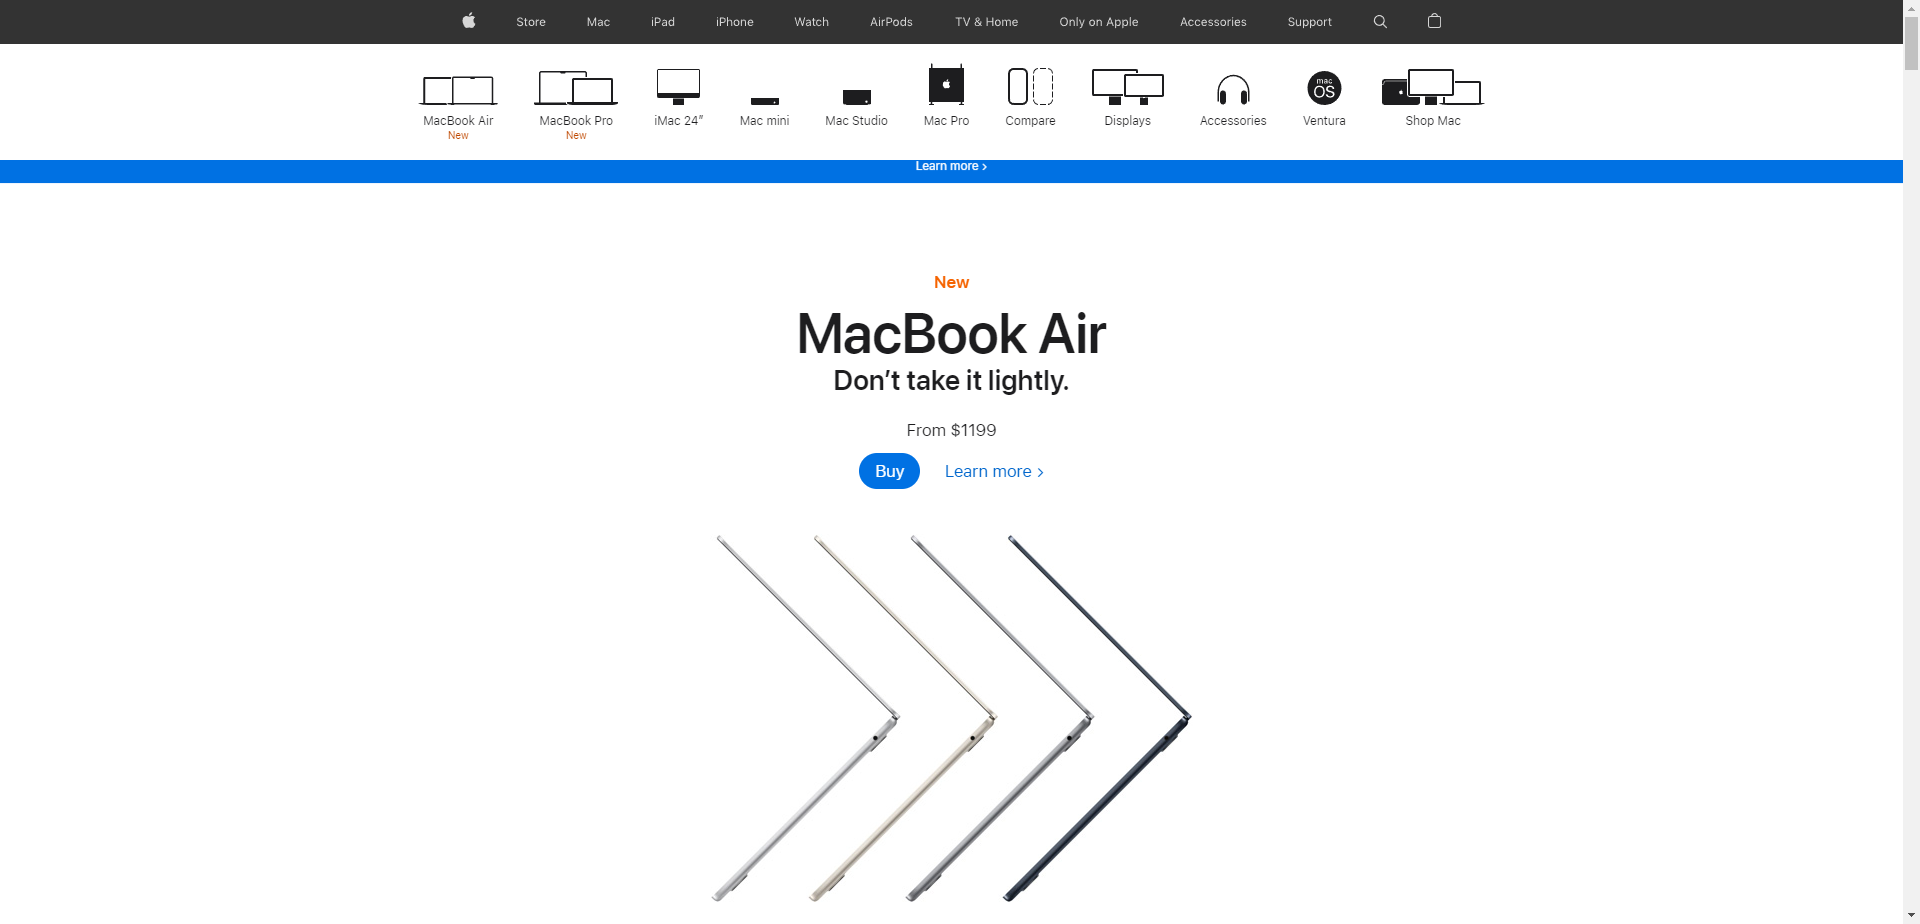 Store Mac iPad iPhone Watch AirPods TV & Home Only on Apple Accessories Support
MacBook Air
New
MacBook Pro
New
iMac 24”
Mac mini
Mac Studio
Mac Pro
Compare
Displays
Accessories
mac
OS
Ventura
Shop Mac
Learn more >
New
MacBook Air
Don’t take it lightly.
From $1199
Buy Learn more >